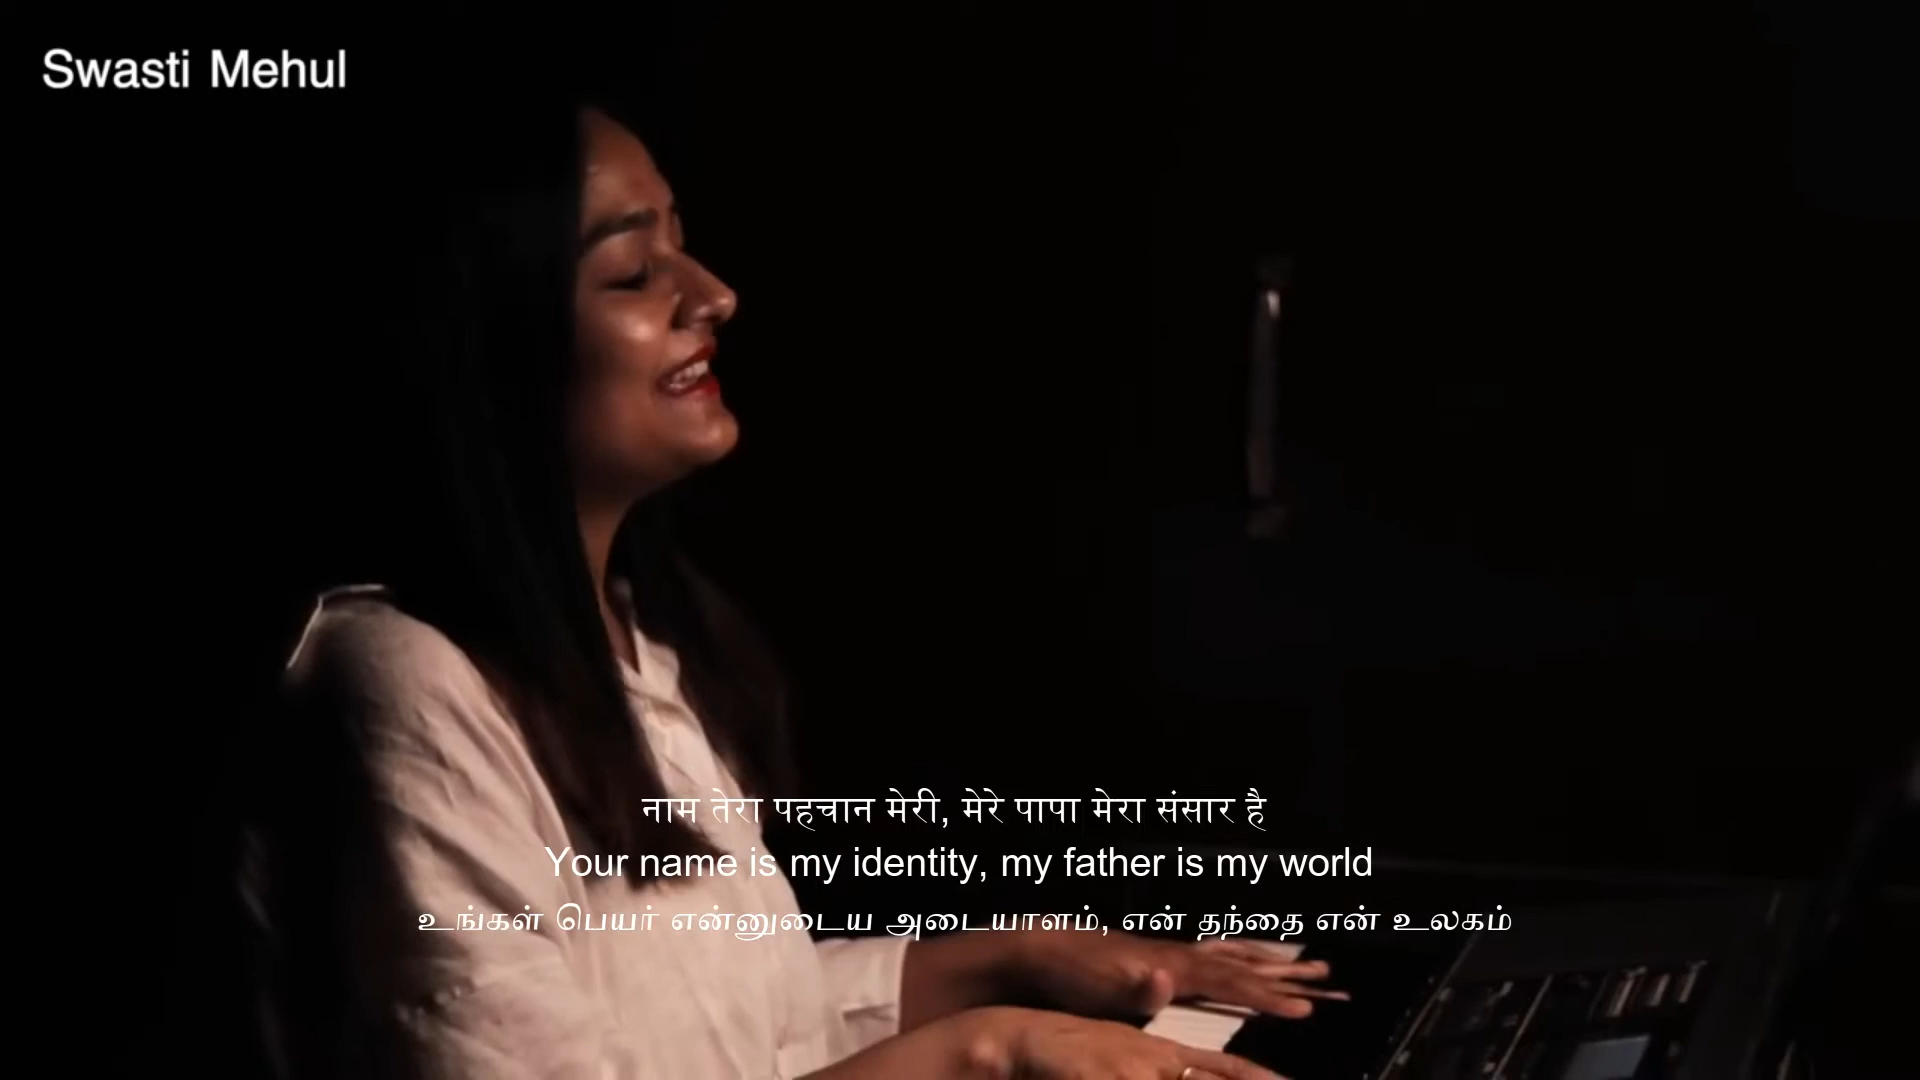 Swasti Mehul
नाम तेरा पहचान मेरी, मेरे पापा मेरा संसार है
Your name is my identity, my father is my world
உங்கள் பெயர் என்னுடைய அடையாளம், என் தந்தை என் உலகம்